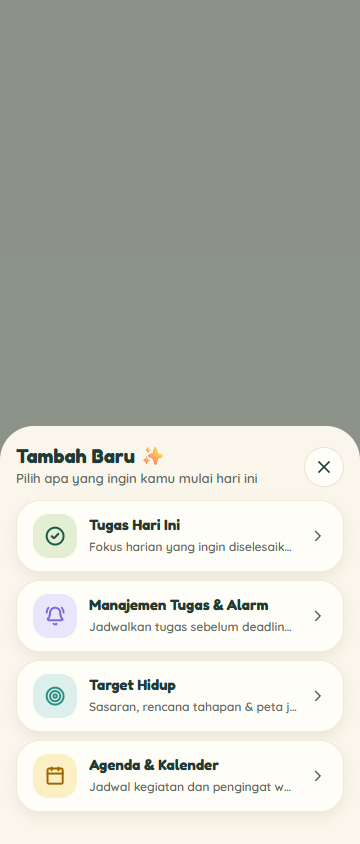 Tambah Baru ✨
Pilih apa yang ingin kamu mulai hari ini
Tugas Hari Ini
Fokus harian yang ingin diselesaik...
Manajemen Tugas & Alarm
Jadwalkan tugas sebelum deadlin...
Target Hidup
Sasaran, rencana tahapan & peta j...
Agenda & Kalender
Jadwal kegiatan dan pengingat w...